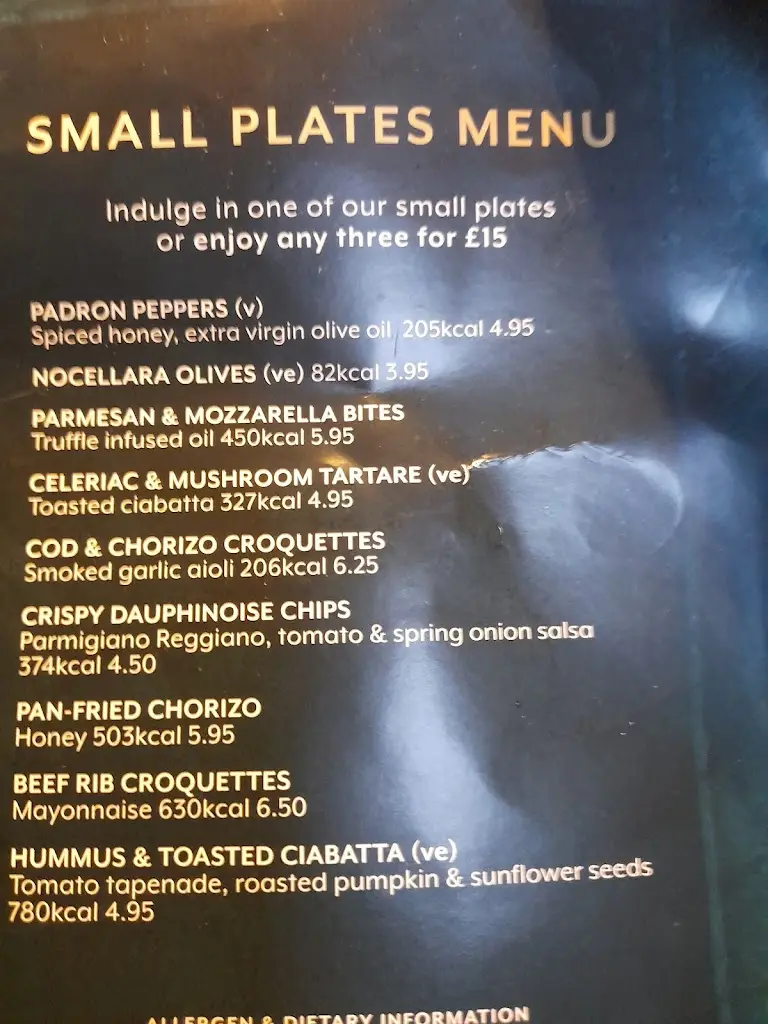 SMALL PLATES MENU
Indulge in one of our small plates
or enjoy any three for £15
PADRON PEPPERS (v)
Spiced honey, extra virgin olive oil 205kcal 4.95
NOCELLARA OLIVES (ve) 82kcal 3.95
PARMESAN & MOZZARELLA BITES
Truffle infused oil 450kcal 5.95
CELERIAC & MUSHROOM TARTARE (ve)
Toasted ciabatta 327kcal 4.95
COD & CHORIZO CROQUETTES
Smoked garlic aioli 206kcal 6.25
CRISPY DAUPHINOISE CHIPS
Parmigiano Reggiano, tomato & spring onion salsa
374kcal 4.50
PAN-FRIED CHORIZO
Honey 503kcal 5.95
BEEF RIB CROQUETTES
Mayonnaise 630kcal 6.50
HUMMUS & TOASTED CIABATTA (ve)
Tomato tapenade, roasted pumpkin & sunflower seeds
780kcal 4.95
ALLERGEN & DIETARY INFORMATION